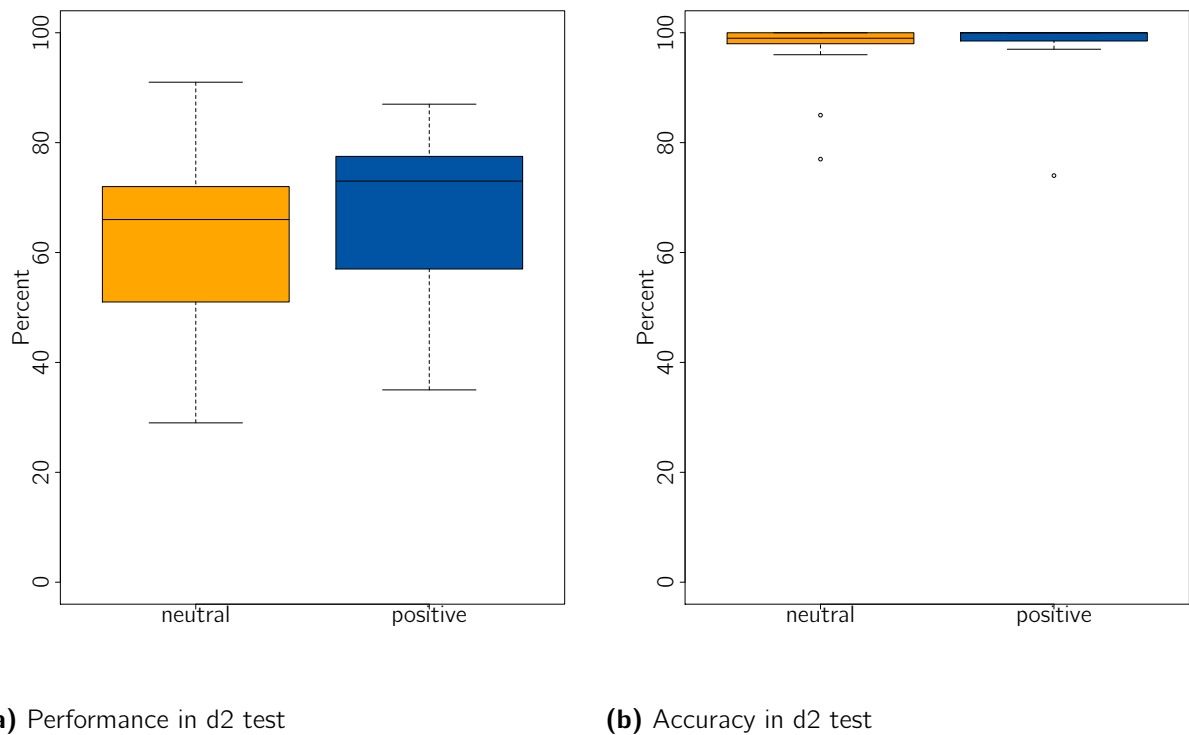 100
80
60
40
20
0
Percent
neutral positive
100
80
60
40
20
0
Percent
neutral positive
) Performance in d2 test
(b) Accuracy in d2 test